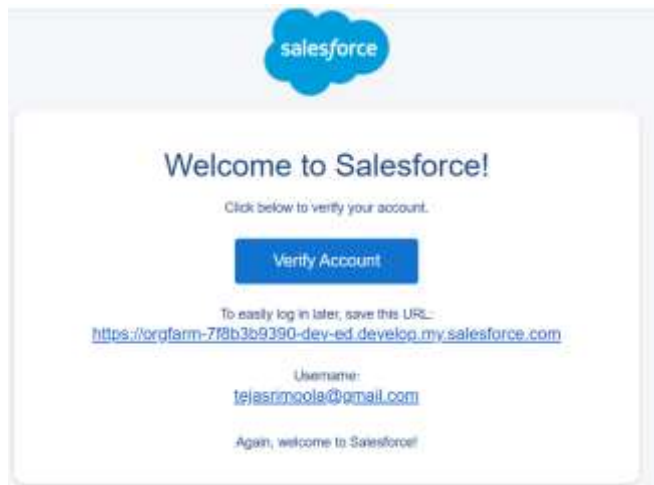 salesforce
Welcome to Salesforce!
Click below to verify your account.
Verify Account
To easily log in later, save this URL:
https://orgfarm-7f8b3b9390-dev-ed.develop.my.salesforce.com
Username:
tejasrimoola@gmail.com
Again, welcome to Salesforce!